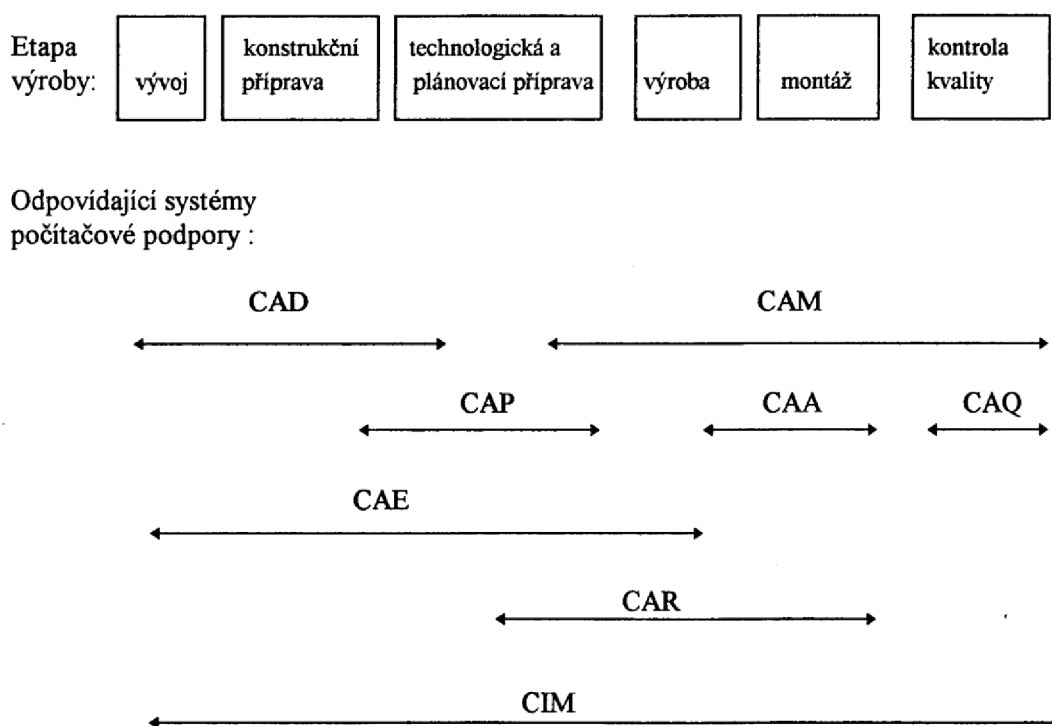 Etapa
výroby:
vývoj
konstrukční
příprava
technologická a
plánovací příprava
výroba
montáž
kontrola
kvality
Odpovídající systémy
počítačové podpory :
CAD
CAM
CAP
CAA
CAQ
CAE
CAR
CIM